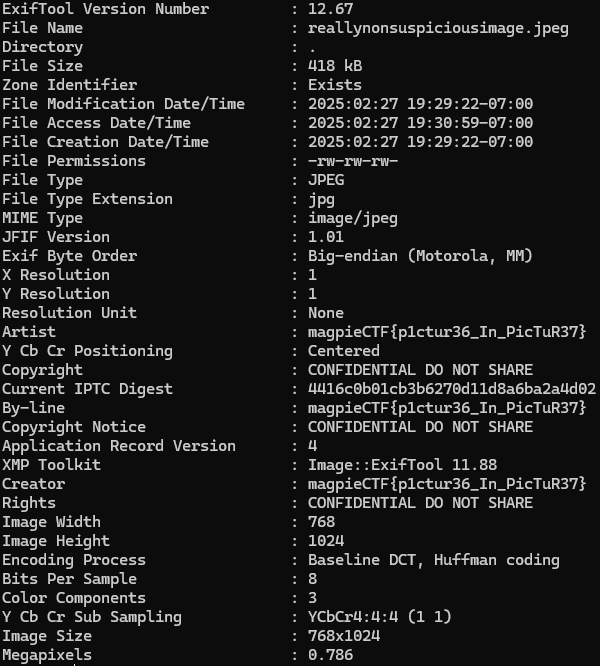 ExifTool Version Number         : 12.67
File Name                       : reallynonsuspiciousimage.jpeg
Directory                       : .
File Size                       : 418 kB
Zone Identifier                 : Exists
File Modification Date/Time     : 2025:02:27 19:29:22-07:00
File Access Date/Time           : 2025:02:27 19:30:59-07:00
File Creation Date/Time         : 2025:02:27 19:29:22-07:00
File Permissions                : -rw-rw-rw-
File Type                       : JPEG
File Type Extension             : jpg
MIME Type                       : image/jpeg
JFIF Version                    : 1.01
Exif Byte Order                 : Big-endian (Motorola, MM)
X Resolution                    : 1
Y Resolution                    : 1
Resolution Unit                 : None
Artist                          : magpieCTF{p1ctur36_In_PicTuR37}
Y Cb Cr Positioning             : Centered
Copyright                       : CONFIDENTIAL DO NOT SHARE
Current IPTC Digest             : 4416c0b01cb3b6270d11d8a6ba2a4d02
By-line                         : magpieCTF{p1ctur36_In_PicTuR37}
Copyright Notice                : CONFIDENTIAL DO NOT SHARE
Application Record Version      : 4
XMP Toolkit                     : Image::ExifTool 11.88
Creator                         : magpieCTF{p1ctur36_In_PicTuR37}
Rights                          : CONFIDENTIAL DO NOT SHARE
Image Width                     : 768
Image Height                    : 1024
Encoding Process                : Baseline DCT, Huffman coding
Bits Per Sample                 : 8
Color Components                : 3
Y Cb Cr Sub Sampling            : YCbCr4:4:4 (1 1)
Image Size                      : 768x1024
Megapixels                      : 0.786